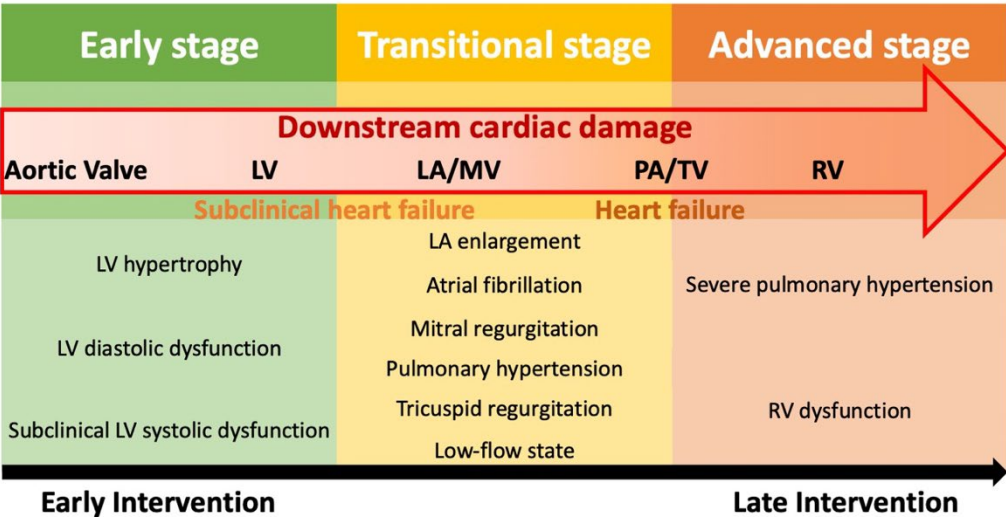 Early stage
Transitional stage
Advanced stage
Downstream cardiac damage
Aortic Valve
LV
LA/MV
PA/TV
RV
Subclinical heart failure
Heart failure
LV hypertrophy
LV diastolic dysfunction
Subclinical LV systolic dysfunction
LA enlargement
Atrial fibrillation
Mitral regurgitation
Pulmonary hypertension
Tricuspid regurgitation
Low-flow state
Severe pulmonary hypertension
RV dysfunction
Early Intervention
Late Intervention